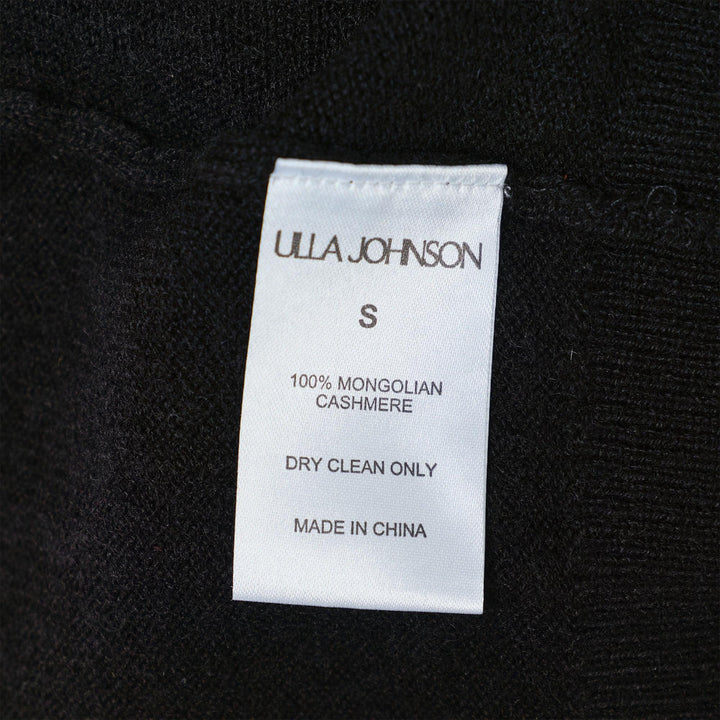 ULLA JOHNSON
S
100% MONGOLIAN
CASHMERE
DRY CLEAN ONLY
MADE IN CHINA